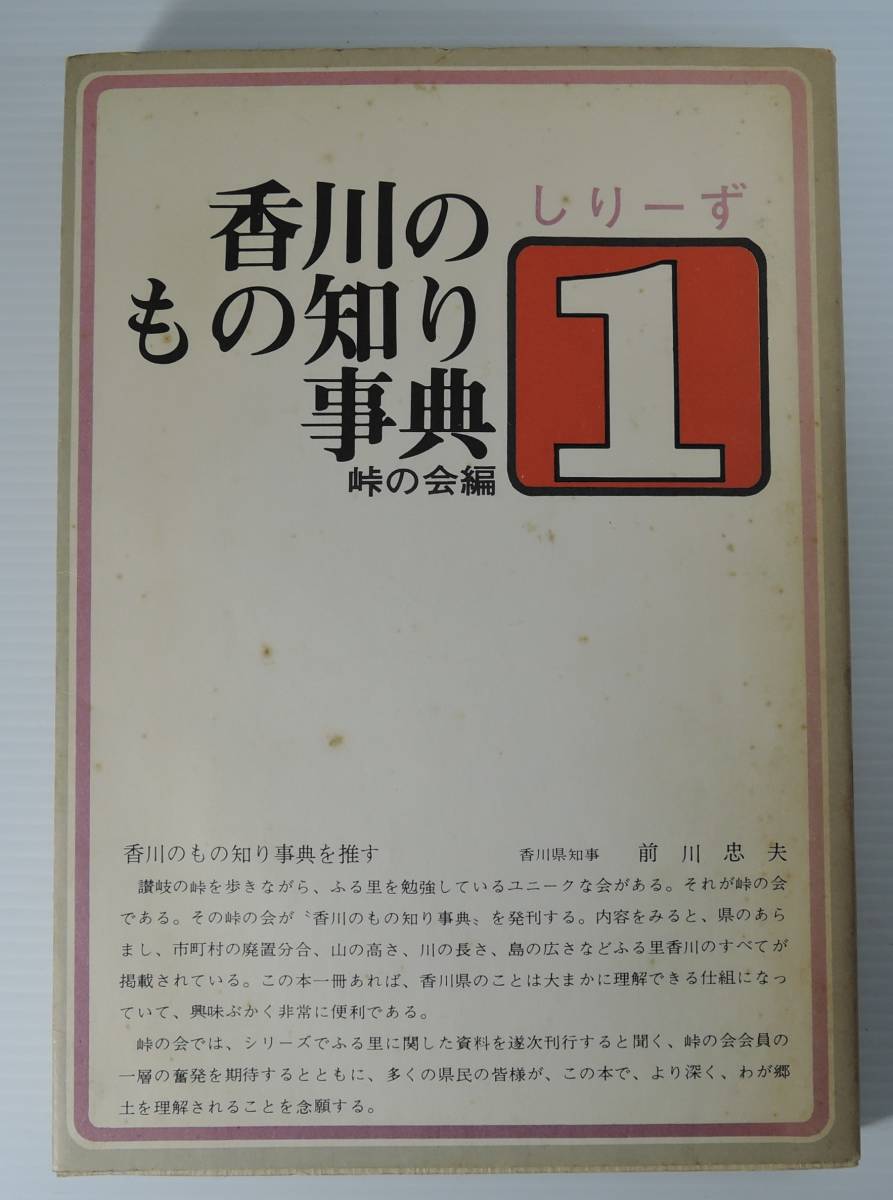 香川の
もの知り
事典
峠の会編
しりーず
1
香川のもの知り事典を推す 香川県知事 前川忠夫
讃岐の峠を歩きながら、ふる里を勉強しているユニークな会がある。それが峠の会
である。その峠の会が〝香川のもの知り事典〟を発刊する。内容をみると、県のあら
まし、市町村の廃置分合、山の高さ、川の長さ、島の広さなどふる里香川のすべてが
掲載されている。この本一冊あれば、香川県のことは大まかに理解できる仕組になっ
ていて、興味ぶかく非常に便利である。
峠の会では、シリーズでふる里に関した資料を逐次刊行すると聞く、峠の会会員の
一層の奮発を期待するとともに、多くの県民の皆様が、この本で、より深く、わが郷
土を理解されることを念願する。